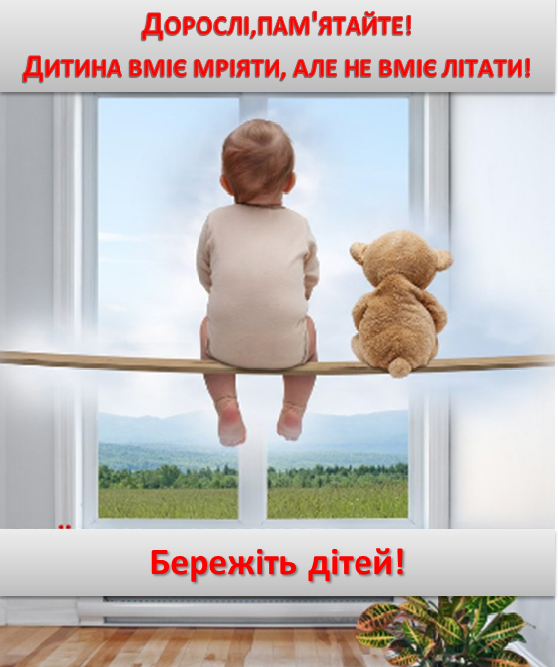 Дорослі,пам'ятайте!
Дитина вміє мріяти, але не вміє літати!
Бережіть дітей!